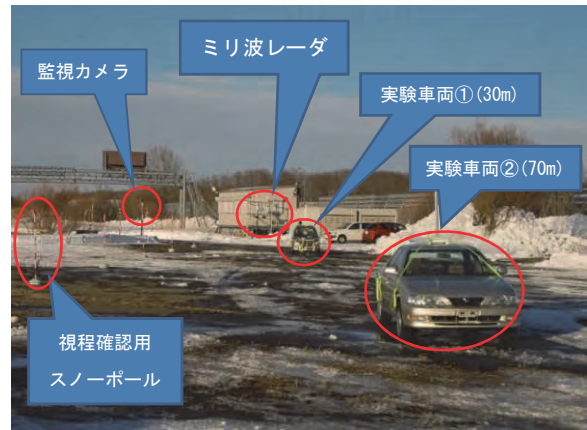 ミリ波レーダ
監視カメラ
実験車両①(30m)
実験車両②(70m)
視程確認用
スノーポール